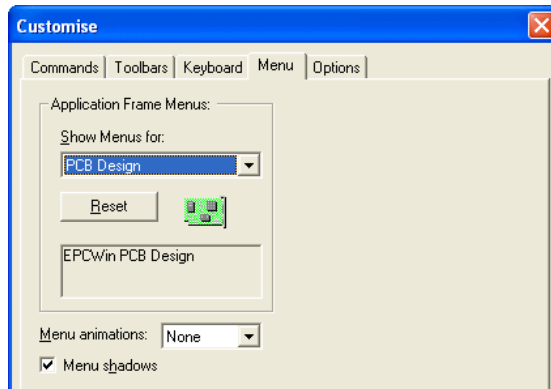 Customise
Commands Toolbars Keyboard Menu Options
Application Frame Menus:
Show Menus for:
PCB Design
Reset
EPCWin PCB Design
Menu animations: None
Menu shadows